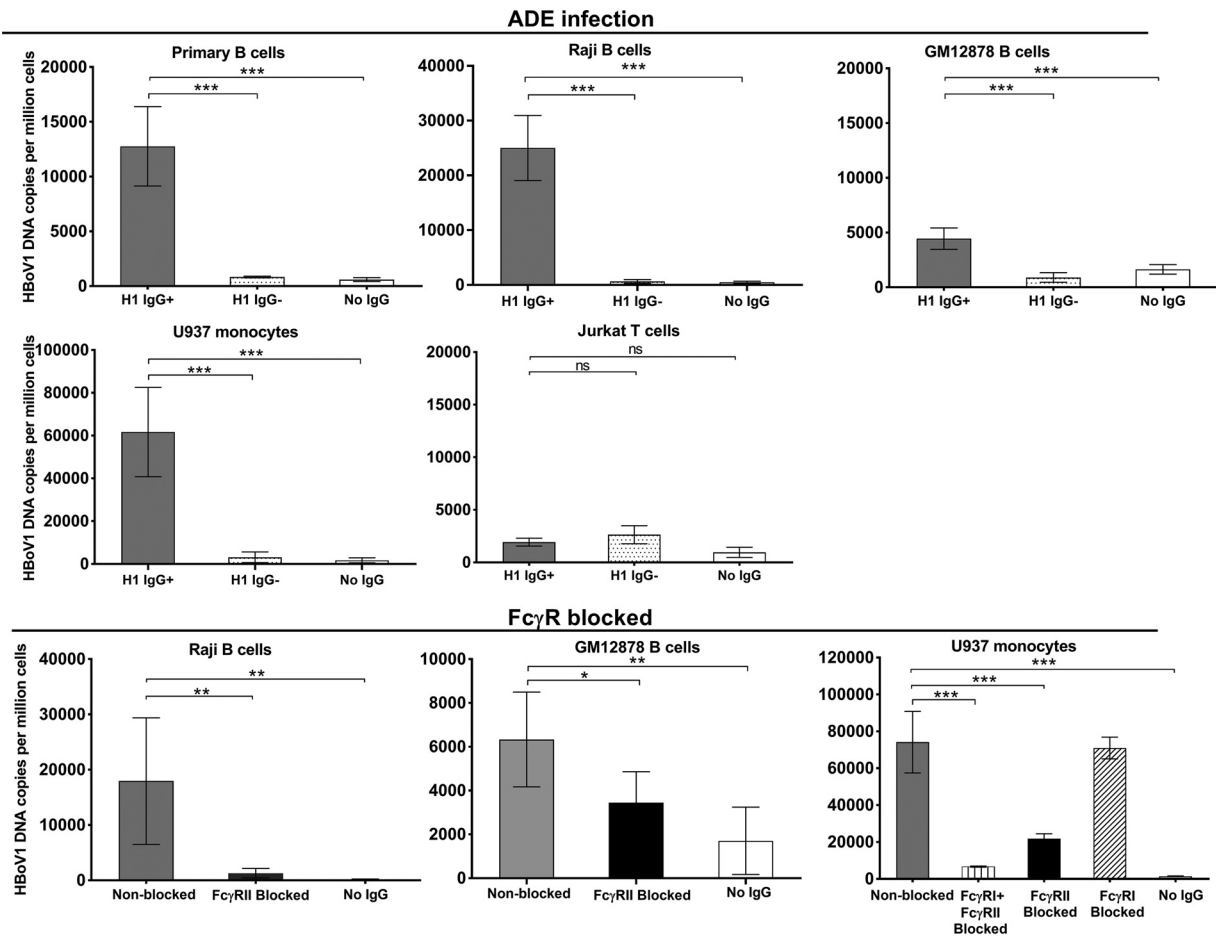 ADE infection
Primary B cells
HBoV1 DNA copies per million cells
20000
15000
10000
5000
0
***
***
H1 IgG+ H1 IgG- No IgG
Raji B cells
40000
30000
20000
10000
0
***
***
H1 IgG+ H1 IgG- No IgG
GM12878 B cells
20000
15000
10000
5000
0
***
***
H1 IgG+ H1 IgG- No IgG
U937 monocytes
HBoV1 DNA copies per million cells
100000
80000
60000
40000
20000
0
***
***
H1 IgG+ H1 IgG- No IgG
Jurkat T cells
20000
15000
10000
5000
0
ns
ns
H1 IgG+ H1 IgG- No IgG
FcγR blocked
Raji B cells
HBoV1 DNA copies per million cells
40000
30000
20000
10000
0
**
**
Non-blocked FcγRII Blocked No IgG
GM12878 B cells
10000
8000
6000
4000
2000
0
**
*
Non-blocked FcγRII Blocked No IgG
U937 monocytes
120000
100000
80000
60000
40000
20000
0
***
***
***
Non-blocked FcγRI+ FcγRII FcγRI No IgG
FcγRII Blocked Blocked
Blocked